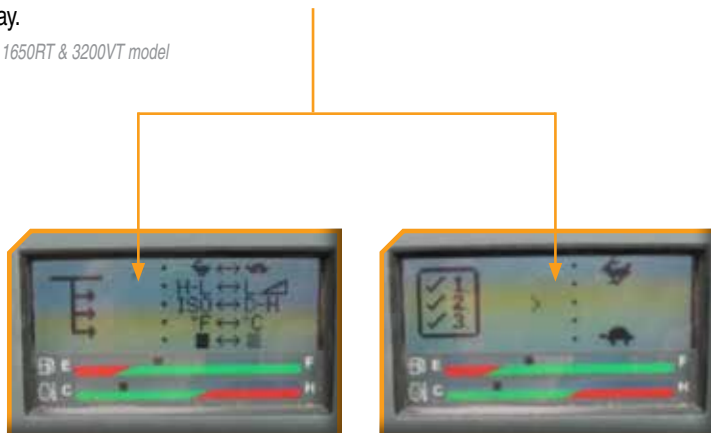 ay.
1650RT & 3200VT model
H-L ↔ L
ISO ↔ D-H
°F ↔ °C
E F
C H
✓ 1
✓ 2
✓ 3
E F
C H